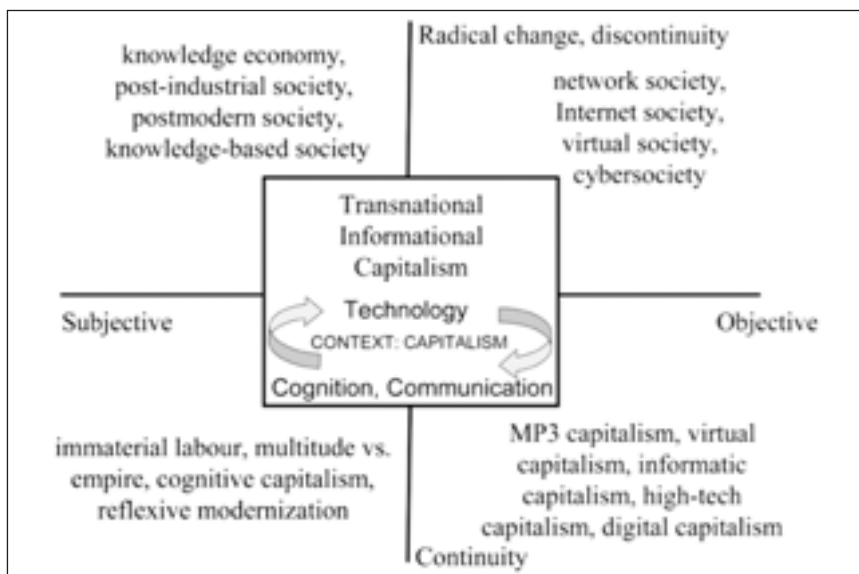 Radical change, discontinuity
knowledge economy,
post-industrial society,
postmodern society,
knowledge-based society
network society,
Internet society,
virtual society,
cybersociety
Transnational
Informational
Capitalism
Technology
CONTEXT: CAPITALISM
Cognition, Communication
Subjective
Objective
immaterial labour, multitude vs.
empire, cognitive capitalism,
reflexive modernization
MP3 capitalism, virtual
capitalism, informatic
capitalism, high-tech
capitalism, digital capitalism
Continuity